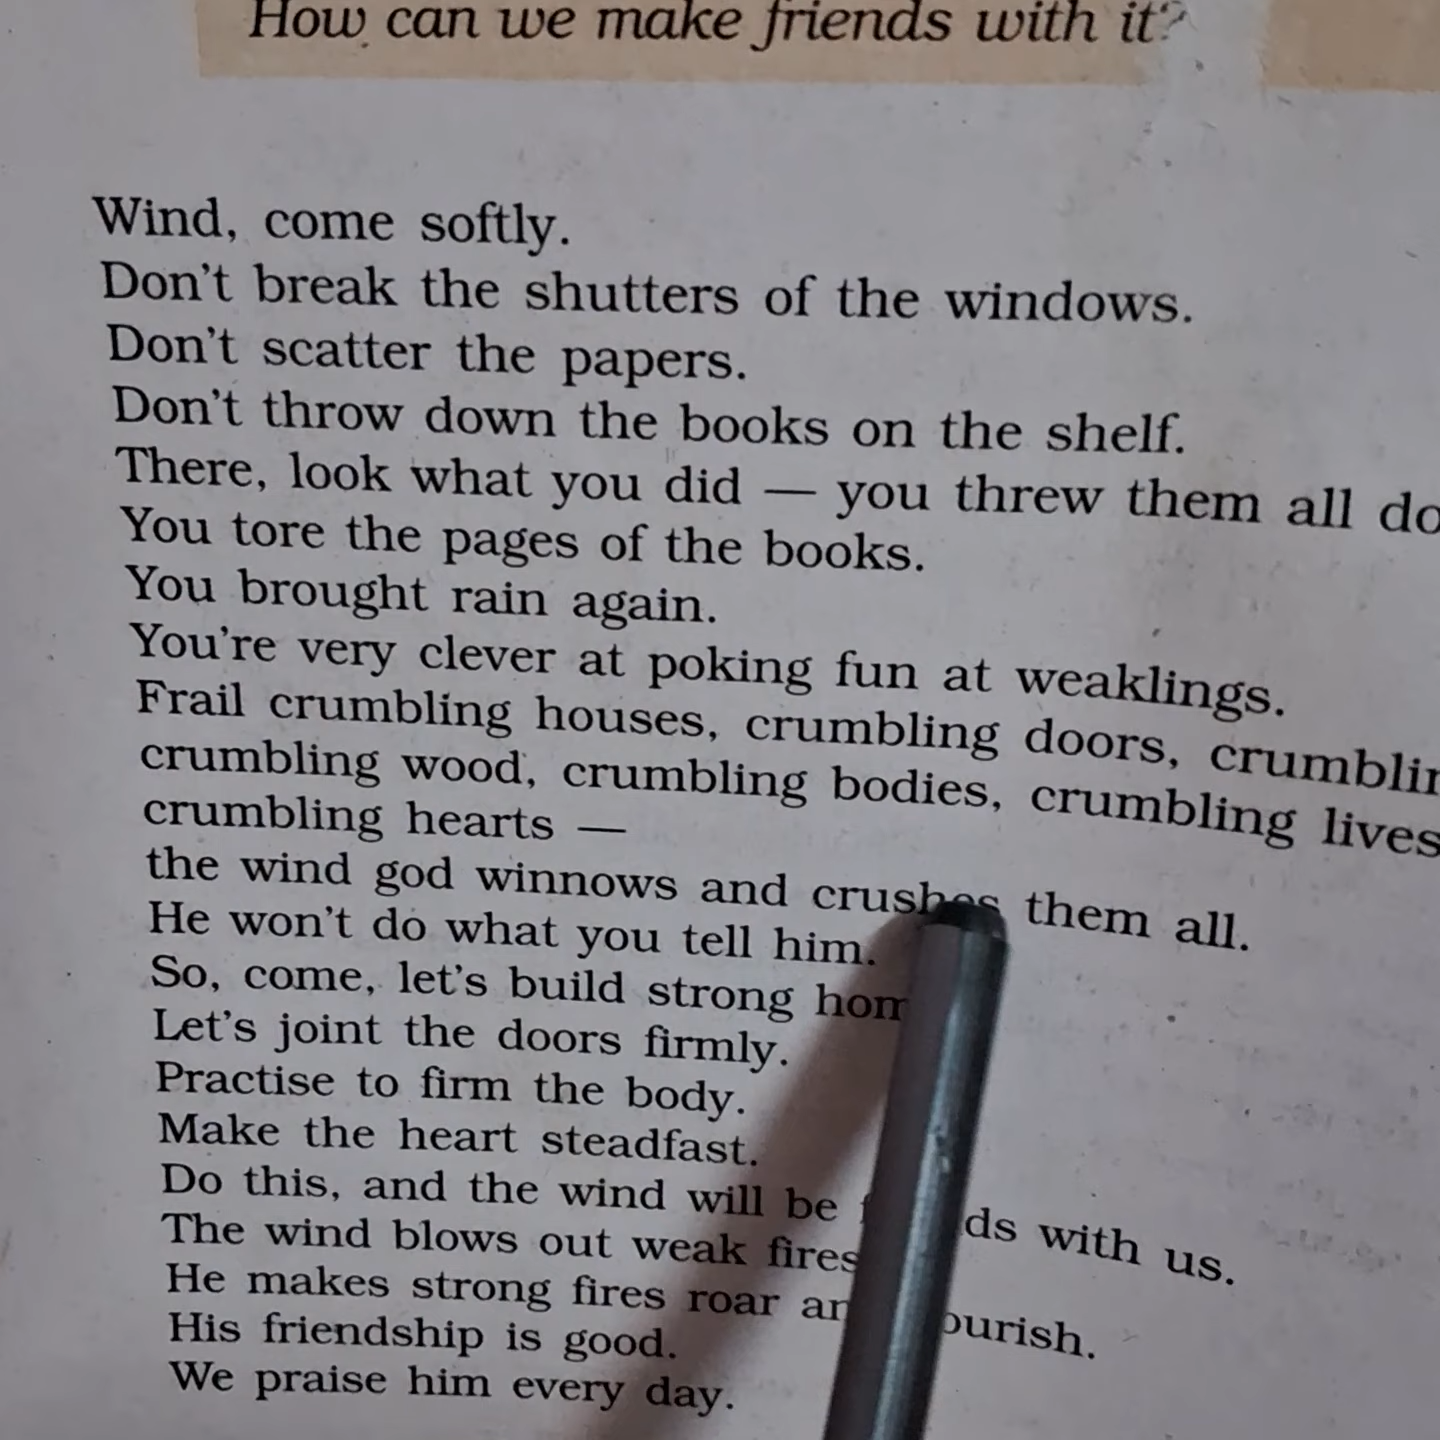 How can we make friends with it?
Wind, come softly.
Don't break the shutters of the windows.
Don't scatter the papers.
Don't throw down the books on the shelf.
There, look what you did — you threw them all
You tore the pages of the books.
You brought rain again.
You're very clever at poking fun at weaklings.
Frail crumbling houses, crumbling doors,
crumbling wood, crumbling bodies, crumbling lives
crumbling hearts —
the wind god winnows and crushes them all.
He won't do what you tell him.
So, come, let's build strong
Let's joint the doors firmly.
Practise to firm the body.
Make the heart steadfast.
Do this, and the wind will be with us.
The wind blows out weak fires
He makes strong fires roar
His friendship is good.
We praise him every day.